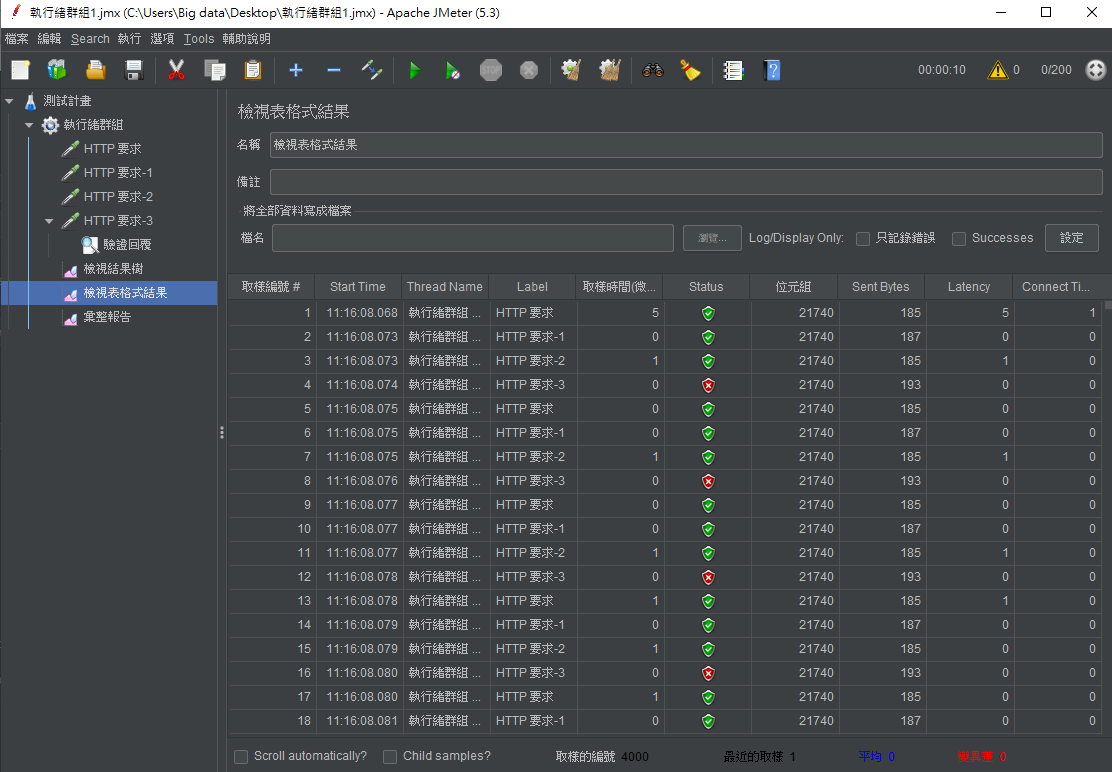 執行緒群組1.jmx (C:\Users\Big data\Desktop\執行緒群組1.jmx) - Apache JMeter (5.3)
檔案 編輯 Search 執行 選項 Tools 輔助說明
STOP 00:00:10 0 0/200
測試計畫
執行緒群組
HTTP 要求
HTTP 要求-1
HTTP 要求-2
HTTP 要求-3
驗證回覆
檢視結果樹
檢視表格式結果
彙整報告
檢視表格式結果
名稱 檢視表格式結果
備註
將全部資料寫成檔案
檔名 瀏覽... Log/Display Only: 只記錄錯誤 Successes 設定
取樣編號 # Start Time Thread Name Label 取樣時間(微... Status 位元組 Sent Bytes Latency Connect Ti...
1 11:16:08.068 執行緒群組 ... HTTP 要求 5 21740 185 5 1
2 11:16:08.073 執行緒群組 ... HTTP 要求-1 0 21740 187 0 0
3 11:16:08.073 執行緒群組 ... HTTP 要求-2 1 21740 185 1 0
4 11:16:08.074 執行緒群組 ... HTTP 要求-3 0 21740 193 0 0
5 11:16:08.075 執行緒群組 ... HTTP 要求 0 21740 185 0 0
6 11:16:08.075 執行緒群組 ... HTTP 要求-1 0 21740 187 0 0
7 11:16:08.075 執行緒群組 ... HTTP 要求-2 1 21740 185 1 0
8 11:16:08.076 執行緒群組 ... HTTP 要求-3 0 21740 193 0 0
9 11:16:08.077 執行緒群組 ... HTTP 要求 0 21740 185 0 0
10 11:16:08.077 執行緒群組 ... HTTP 要求-1 0 21740 187 0 0
11 11:16:08.077 執行緒群組 ... HTTP 要求-2 1 21740 185 1 0
12 11:16:08.078 執行緒群組 ... HTTP 要求-3 0 21740 193 0 0
13 11:16:08.078 執行緒群組 ... HTTP 要求 1 21740 185 1 0
14 11:16:08.079 執行緒群組 ... HTTP 要求-1 0 21740 187 0 0
15 11:16:08.079 執行緒群組 ... HTTP 要求-2 1 21740 185 0 0
16 11:16:08.080 執行緒群組 ... HTTP 要求-3 0 21740 193 0 0
17 11:16:08.080 執行緒群組 ... HTTP 要求 1 21740 185 0 0
18 11:16:08.081 執行緒群組 ... HTTP 要求-1 0 21740 187 0 0
Scroll automatically? Child samples? 取樣的編號 4000 最近的取樣 1 平均 0 變異差 0